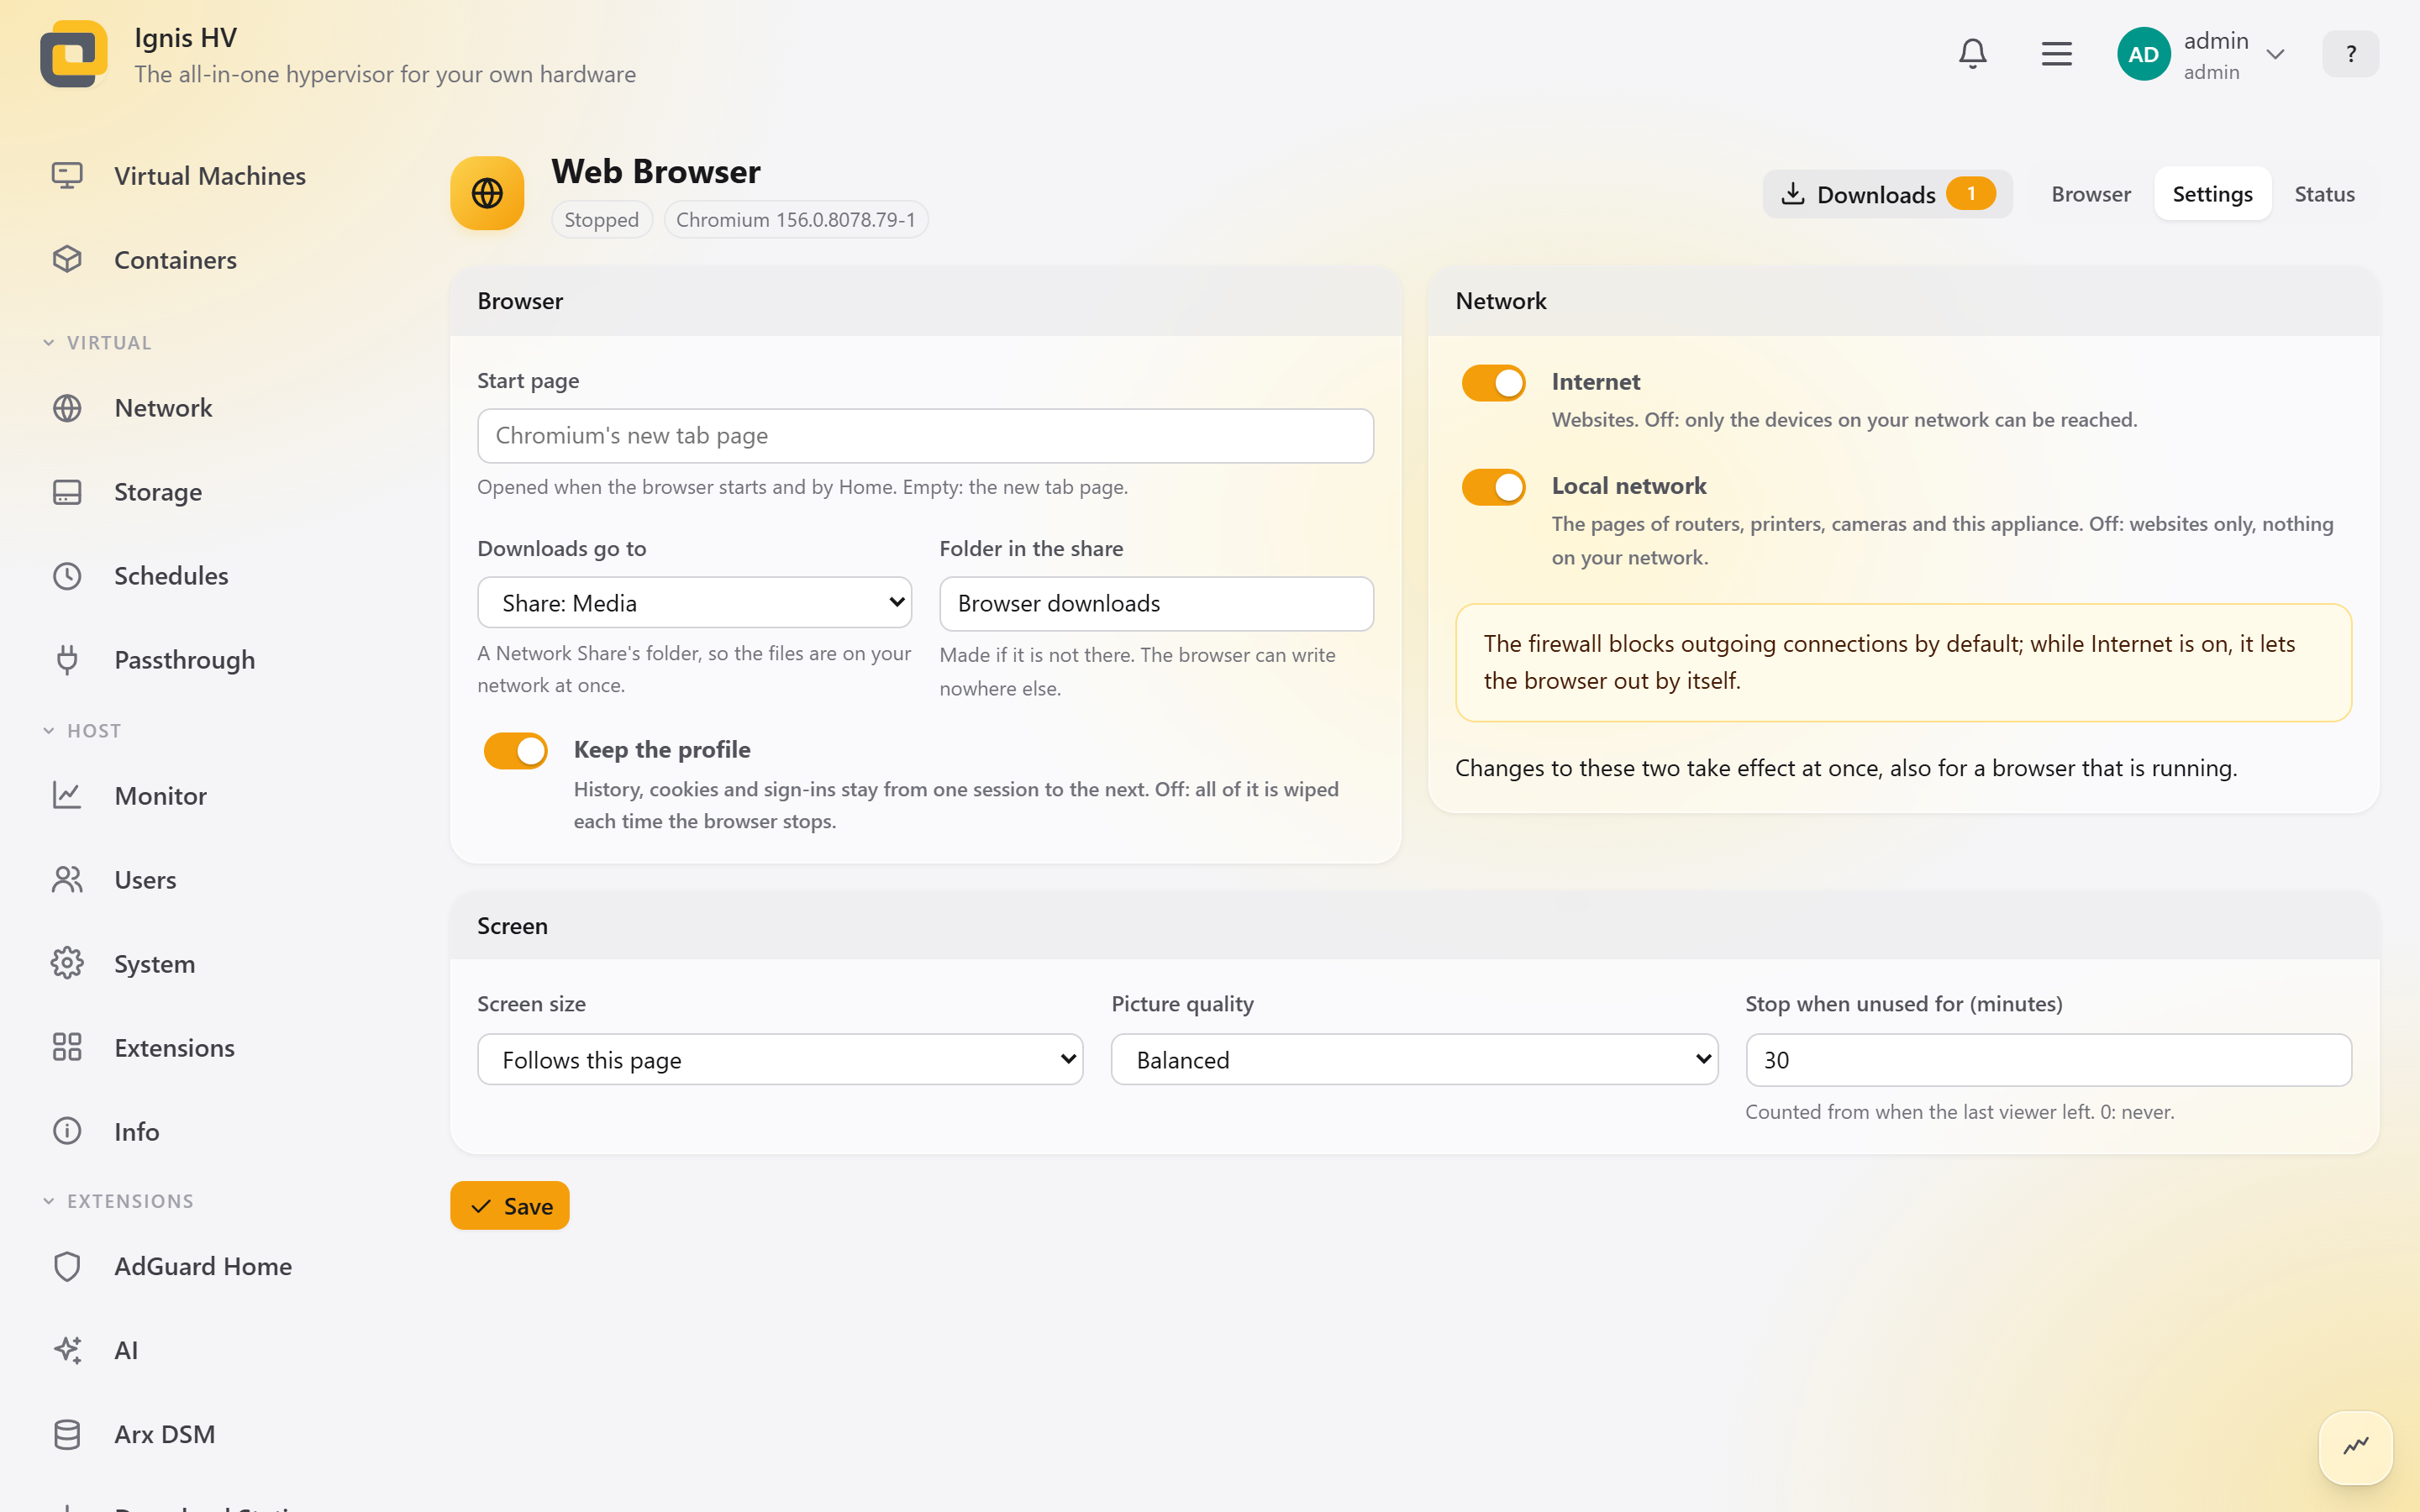 Ignis HV
The all-in-one hypervisor for your own hardware
AD
admin
admin
?
Virtual Machines
Containers
VIRTUAL
Network
Storage
Schedules
Passthrough
HOST
Monitor
Users
System
Extensions
Info
EXTENSIONS
AdGuard Home
AI
Arx DSM
Web Browser
Stopped
Chromium 156.0.8078.79-1
Downloads 1
Browser
Settings
Status
Browser
Start page
Chromium's new tab page
Opened when the browser starts and by Home. Empty: the new tab page.
Downloads go to
Share: Media
A Network Share's folder, so the files are on your
network at once.
Folder in the share
Browser downloads
Made if it is not there. The browser can write
nowhere else.
Keep the profile
History, cookies and sign-ins stay from one session to the next. Off: all of it is wiped
each time the browser stops.
Network
Internet
Websites. Off: only the devices on your network can be reached.
Local network
The pages of routers, printers, cameras and this appliance. Off: websites only, nothing
on your network.
The firewall blocks outgoing connections by default; while Internet is on, it lets
the browser out by itself.
Changes to these two take effect at once, also for a browser that is running.
Screen
Screen size
Follows this page
Picture quality
Balanced
Stop when unused for (minutes)
30
Counted from when the last viewer left. 0: never.
Save